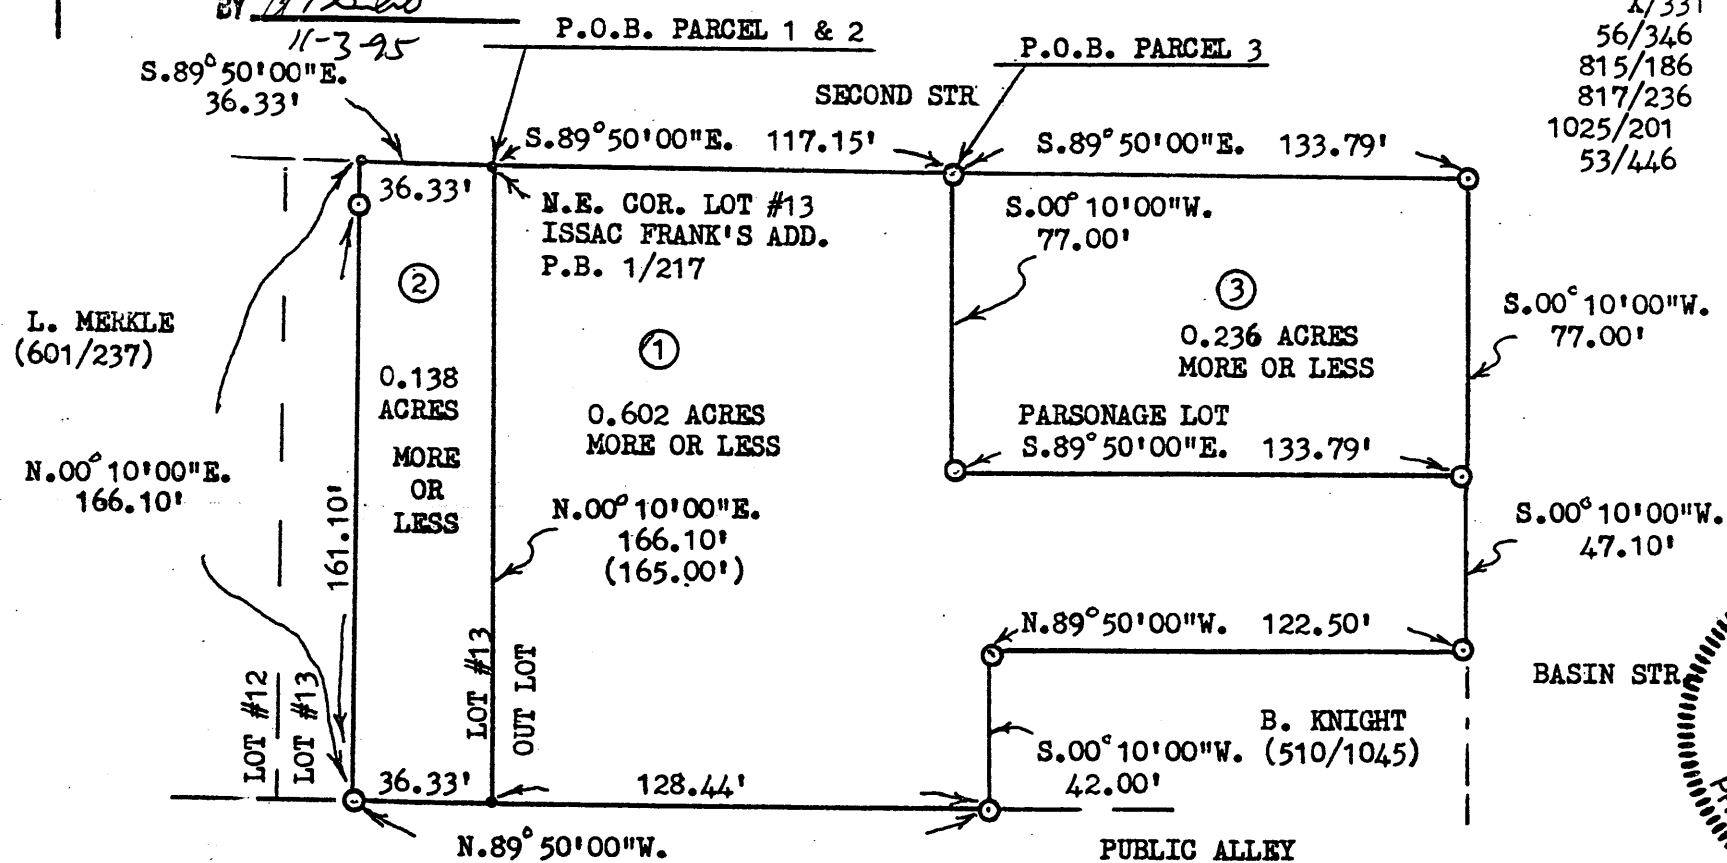 BY
11-3-95
P.O.B. PARCEL 1 & 2
P.O.B. PARCEL 3
K/331
56/346
815/186
817/236
1025/201
53/446
S.89°50'00"E.
36.33'
SECOND STR
S.89°50'00"E. 117.15'
S.89°50'00"E. 133.79'
36.33'
N.E. COR. LOT #13
ISSAC FRANK'S ADD.
P.B. 1/217
S.00°10'00"W.
77.00'
2
1
3
L. MERKLE
(601/237)
0.236 ACRES
MORE OR LESS
S.00°10'00"W.
77.00'
0.138
ACRES
MORE
OR
LESS
0.602 ACRES
MORE OR LESS
PARSONAGE LOT
S.89°50'00"E. 133.79'
N.00°10'00"E.
166.10'
161.10'
N.00°10'00"E.
166.10'
(165.00')
S.00°10'00"W.
47.10'
N.89°50'00"W. 122.50'
BASIN STR.
LOT #12
LOT #13
LOT #13
OUT LOT
B. KNIGHT
(510/1045)
S.00°10'00"W.
42.00'
36.33'
128.44'
N.89°50'00"W.
PUBLIC ALLEY